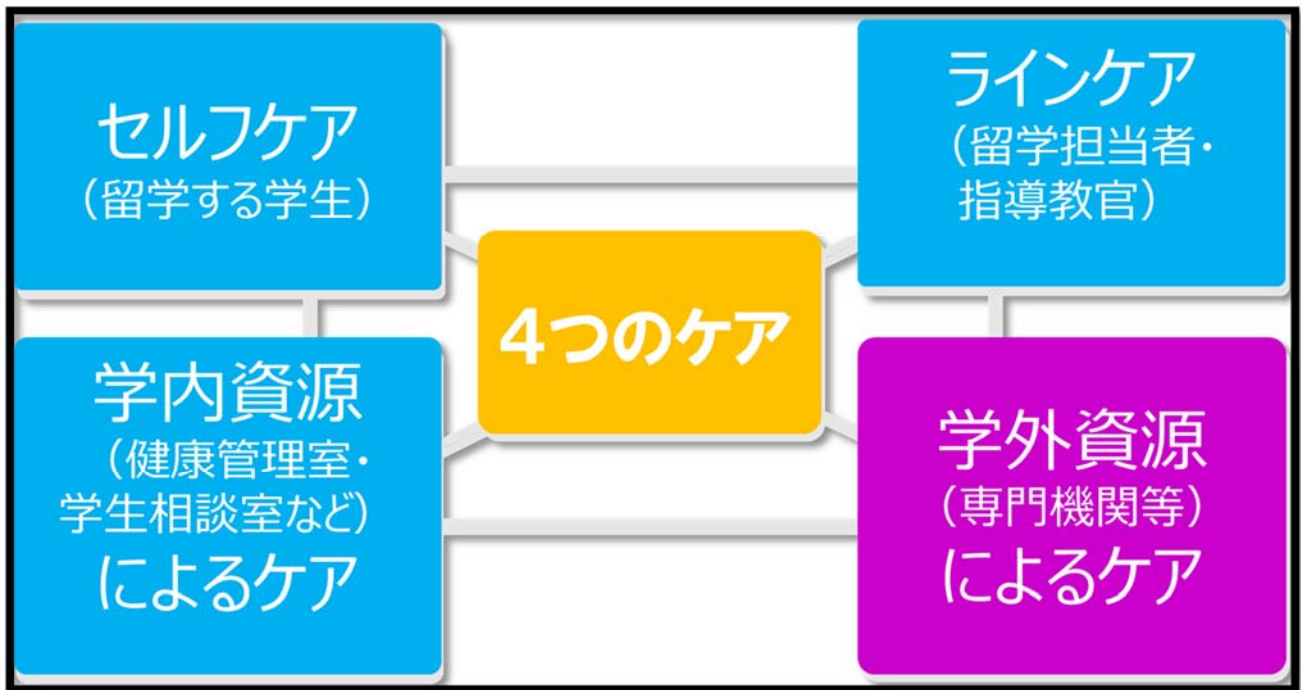 セルフケア
（留学する学生）
ラインケア
（留学担当者・
指導教官）
４つのケア
学内資源
（健康管理室・
学生相談室など）
によるケア
学外資源
（専門機関等）
によるケア